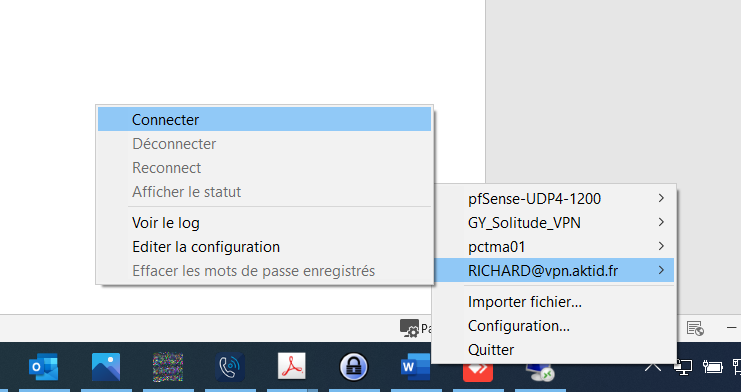 Connecter
Déconnecter
Reconnect
Afficher le statut
Voir le log
Editer la configuration
Effacer les mots de passe enregistrés
pfSense-UDP4-1200
GY_Solitude_VPN
pctma01
RICHARD@vpn.aktid.fr
Importer fichier...
Configuration...
Quitter